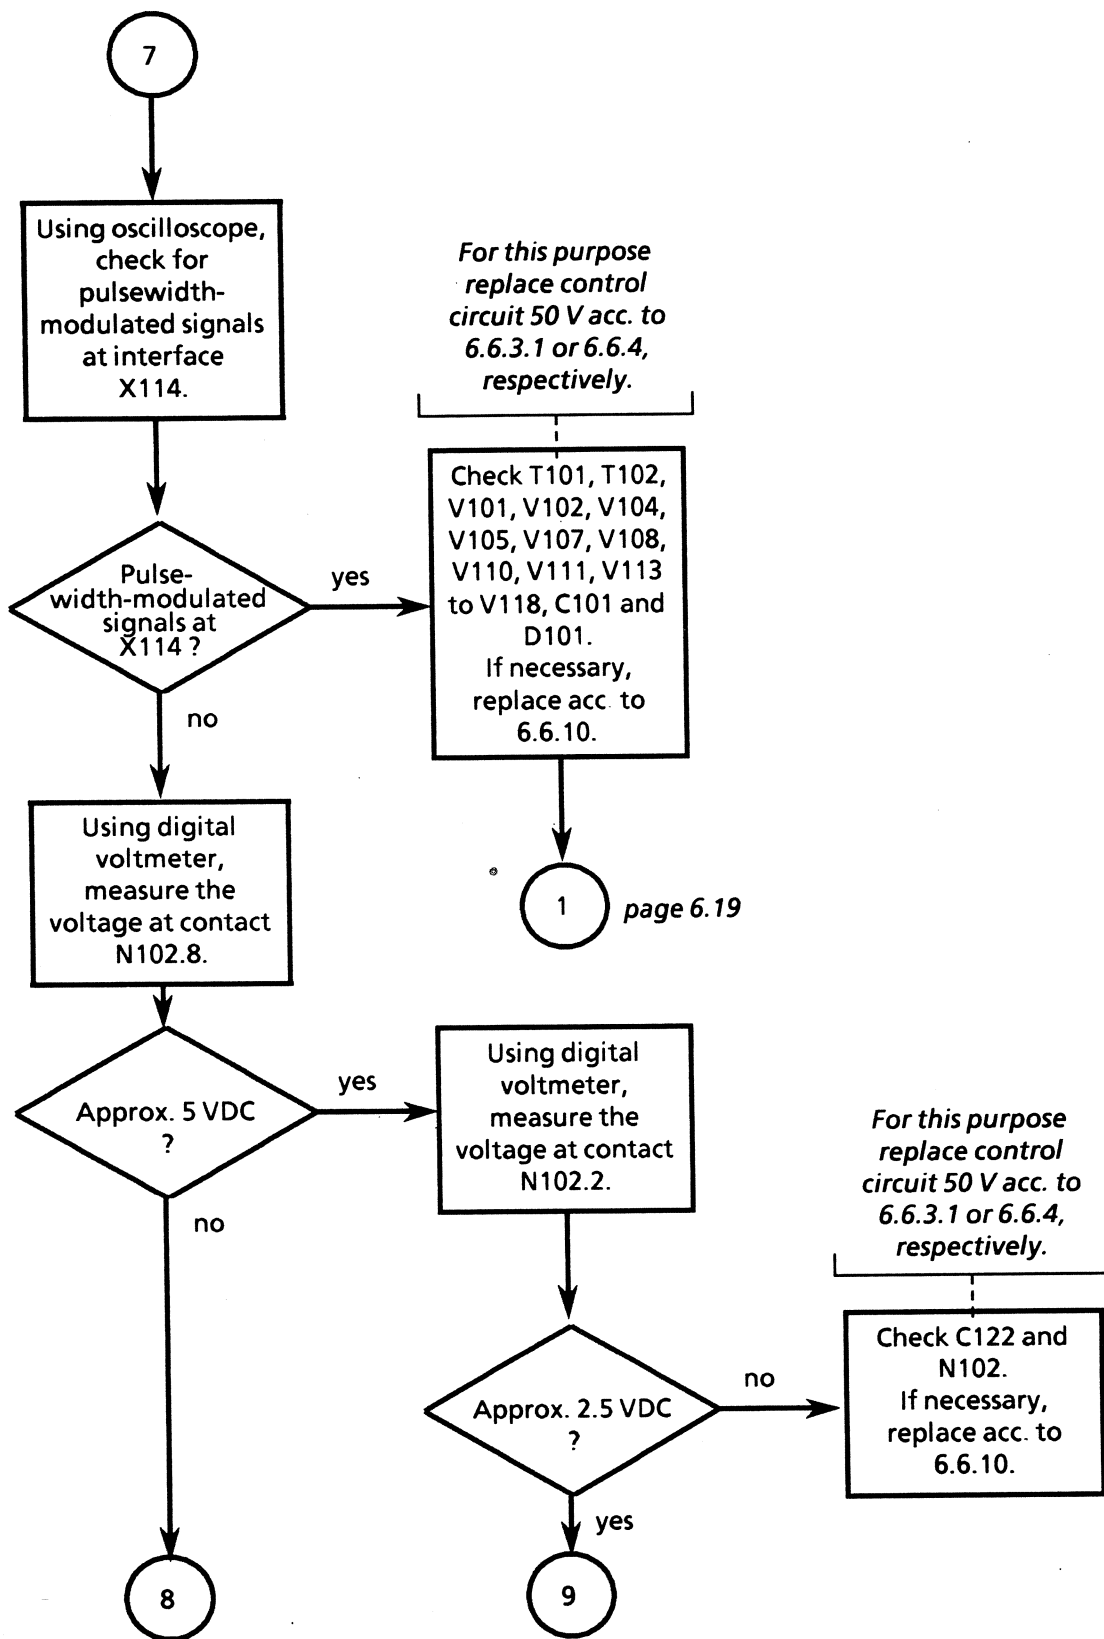 7
Using oscilloscope,
check for
pulsewidth-
modulated signals
at interface
X114.
For this purpose
replace control
circuit 50 V acc. to
6.6.3.1 or 6.6.4,
respectively.
Pulse-
width-modulated
signals at
X114 ?
yes
no
Check T101, T102,
V101, V102, V104,
V105, V107, V108,
V110, V111, V113
to V118, C101 and
D101.
If necessary,
replace acc. to
6.6.10.
1
page 6.19
Using digital
voltmeter,
measure the
voltage at contact
N102.8.
Approx. 5 VDC
?
yes
no
Using digital
voltmeter,
measure the
voltage at contact
N102.2.
For this purpose
replace control
circuit 50 V acc. to
6.6.3.1 or 6.6.4,
respectively.
Approx. 2.5 VDC
?
no
yes
Check C122 and
N102.
If necessary,
replace acc. to
6.6.10.
8
9